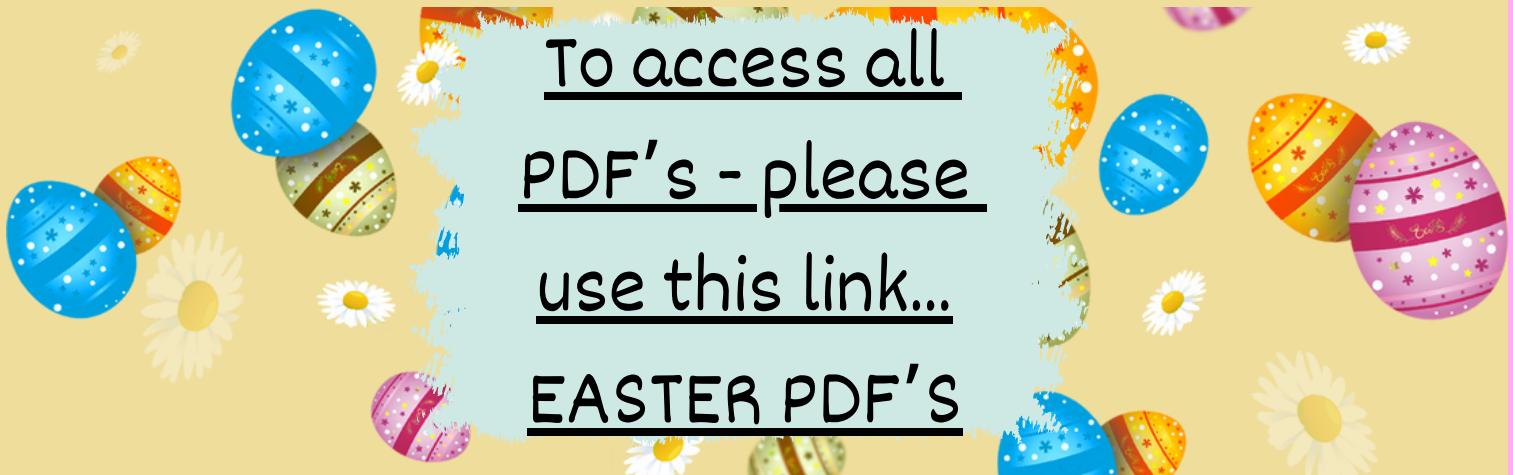 To access all
PDF's - please
use this link...
EASTER PDF'S